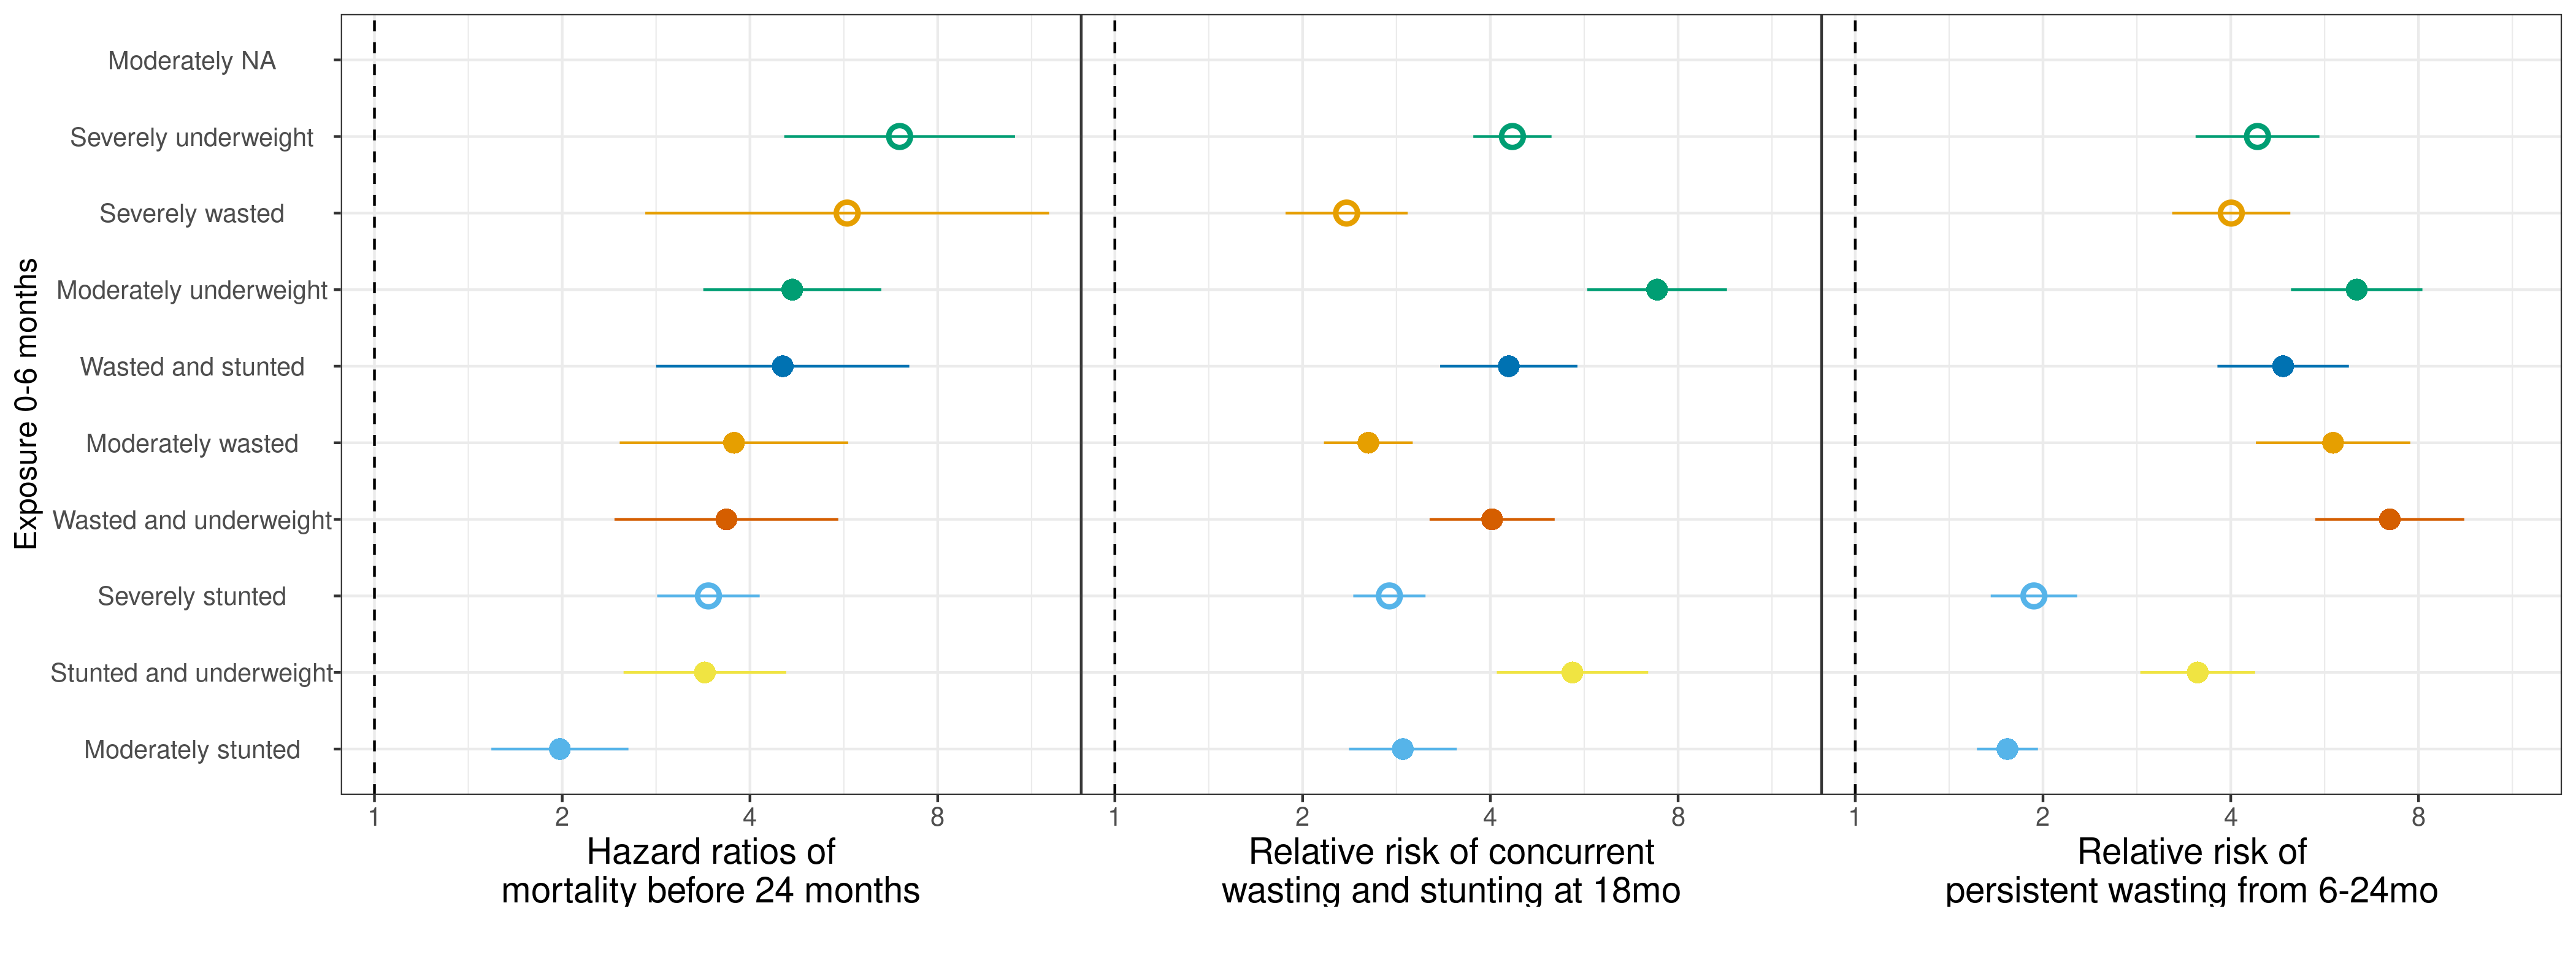 Exposure 0-6 months
Moderately NA
Severely underweight
Severely wasted
Moderately underweight
Wasted and stunted
Moderately wasted
Wasted and underweight
Severely stunted
Stunted and underweight
Moderately stunted
1 2 4 8 1 2 4 8 1 2 4 8
Hazard ratios of
mortality before 24 months
Relative risk of concurrent
wasting and stunting at 18mo
Relative risk of
persistent wasting from 6-24mo